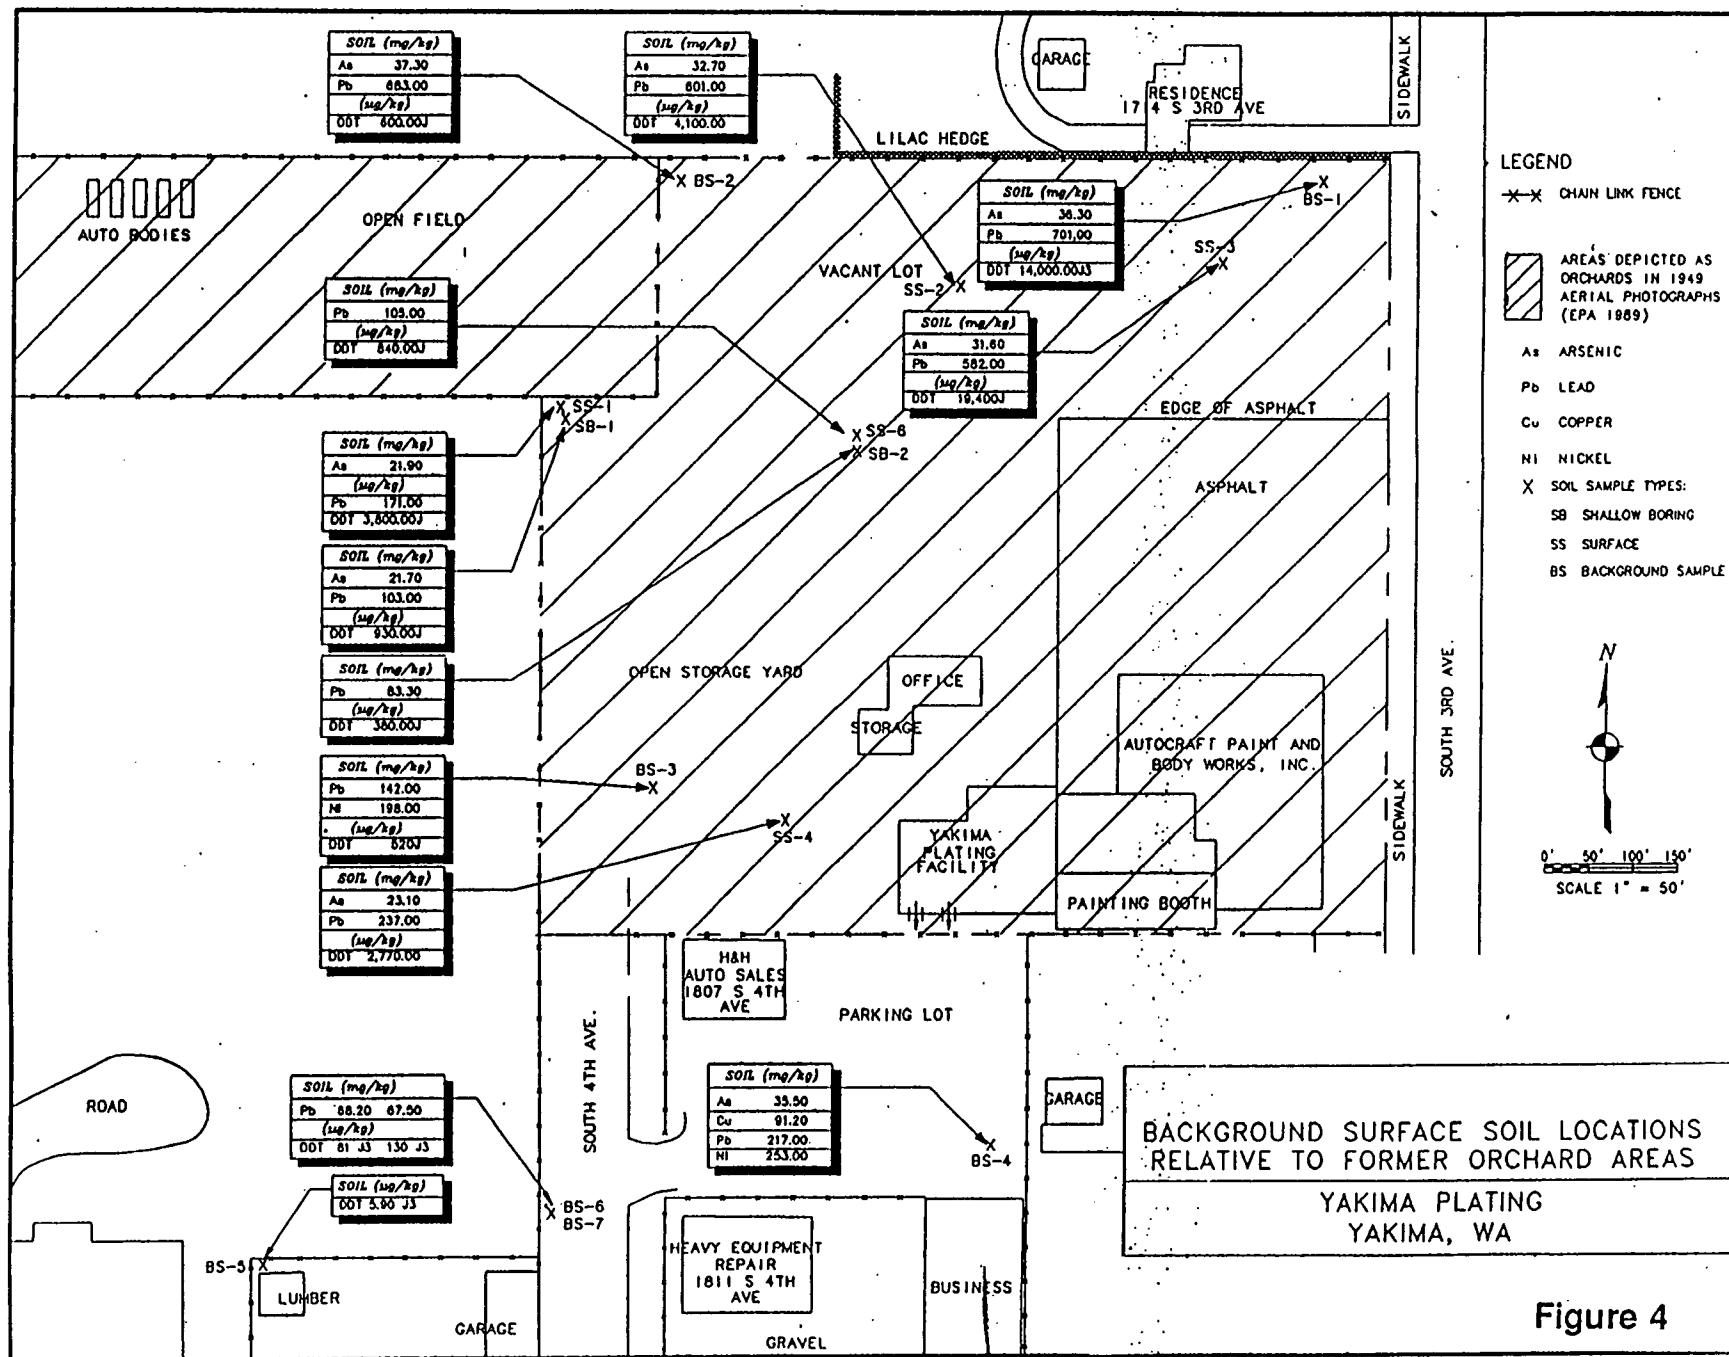 SOIL (mg/kg)
As 37.30
Pb 683.00
(µg/kg)
DDT 600.00J
SOIL (mg/kg)
As 32.70
Pb 601.00
(µg/kg)
DDT 4,100.00
GARAGE
RESIDENCE
1714 S 3RD AVE
SIDEWALK
LILAC HEDGE
BS-2
AUTO BODIES
OPEN FIELD
VACANT LOT
SS-2
SOIL (mg/kg)
As 36.30
Pb 701.00
(µg/kg)
DDT 14,000.00J3
BS-1
SS-3
LEGEND
X-X CHAIN LINK FENCE
AREAS DEPICTED AS
ORCHARDS IN 1949
AERIAL PHOTOGRAPHS
(EPA 1989)
As ARSENIC
Pb LEAD
Cu COPPER
NI NICKEL
X SOIL SAMPLE TYPES:
SB SHALLOW BORING
SS SURFACE
BS BACKGROUND SAMPLE
SOIL (mg/kg)
Pb 105.00
(µg/kg)
DDT 840.00J
SOIL (mg/kg)
As 31.60
Pb 582.00
(µg/kg)
DDT 19,400J
SS-1
SB-1
SS-6
SB-2
EDGE OF ASPHALT
ASPHALT
SOIL (mg/kg)
As 21.90
(µg/kg)
Pb 171.00
DDT 3,800.00J
SOIL (mg/kg)
As 21.70
Pb 103.00
(µg/kg)
DDT 930.00J
SOIL (mg/kg)
Pb 83.30
(µg/kg)
DDT 380.00J
OPEN STORAGE YARD
OFFICE
STORAGE
AUTOCRAFT PAINT AND
BODY WORKS, INC.
SOUTH 3RD AVE.
SIDEWALK
N
0' 50' 100' 150'
SCALE 1" = 50'
SOIL (mg/kg)
Pb 142.00
NI 198.00
(µg/kg)
DDT 520J
BS-3
SS-4
YAKIMA
PLATING
FACILITY
PAINTING BOOTH
SOIL (mg/kg)
As 23.10
Pb 237.00
(µg/kg)
DDT 2,770.00
H&H
AUTO SALES
1807 S 4TH
AVE
PARKING LOT
SOUTH 4TH AVE.
ROAD
SOIL (mg/kg)
Pb 88.20 67.50
(µg/kg)
DDT 81 J3 130 J3
SOIL (µg/kg)
DDT 5.90 J3
SOIL (mg/kg)
As 35.50
Cu 91.20
Pb 217.00
NI 253.00
BS-4
GARAGE
BS-6
BS-7
BS-5
LUMBER
GARAGE
HEAVY EQUIPMENT
REPAIR
1811 S 4TH
AVE
GRAVEL
BUSINESS
BACKGROUND SURFACE SOIL LOCATIONS
RELATIVE TO FORMER ORCHARD AREAS
YAKIMA PLATING
YAKIMA, WA
Figure 4